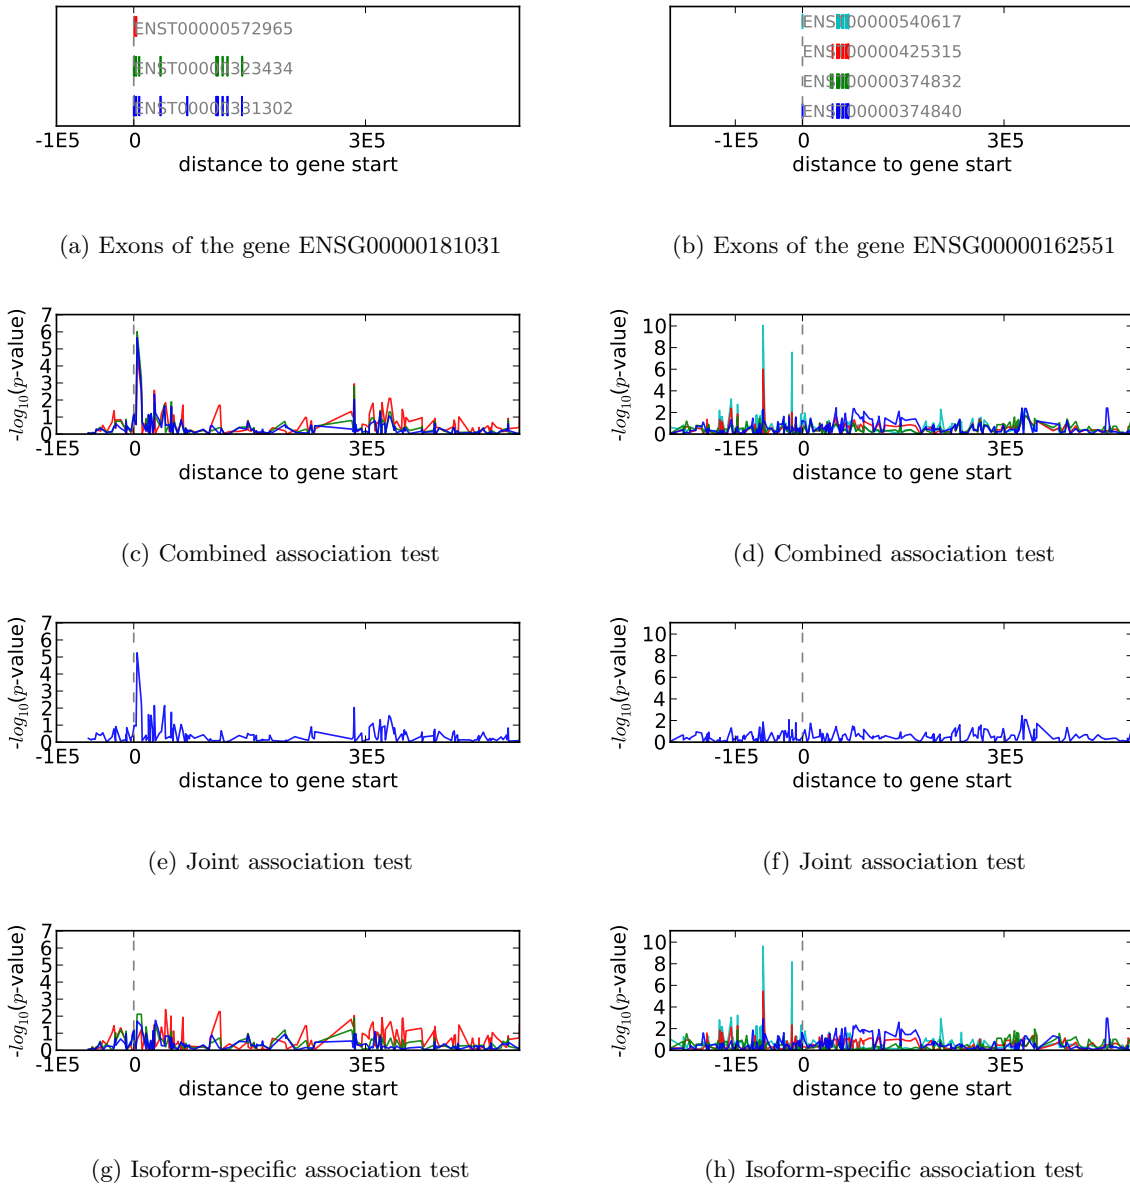 ENST00000572965
ENST00000323434
ENST00000331302
-1E5 0 3E5
distance to gene start
(a) Exons of the gene ENSG00000181031
ENST00000540617
ENST00000425315
ENST00000374832
ENST00000374840
-1E5 0 3E5
distance to gene start
(b) Exons of the gene ENSG00000162551
-log10(p-value)
7
6
5
4
3
2
1
0
-1E5 0 3E5
distance to gene start
(c) Combined association test
-log10(p-value)
10
8
6
4
2
0
-1E5 0 3E5
distance to gene start
(d) Combined association test
-log10(p-value)
7
6
5
4
3
2
1
0
-1E5 0 3E5
distance to gene start
(e) Joint association test
-log10(p-value)
10
8
6
4
2
0
-1E5 0 3E5
distance to gene start
(f) Joint association test
-log10(p-value)
7
6
5
4
3
2
1
0
-1E5 0 3E5
distance to gene start
(g) Isoform-specific association test
-log10(p-value)
10
8
6
4
2
0
-1E5 0 3E5
distance to gene start
(h) Isoform-specific association test